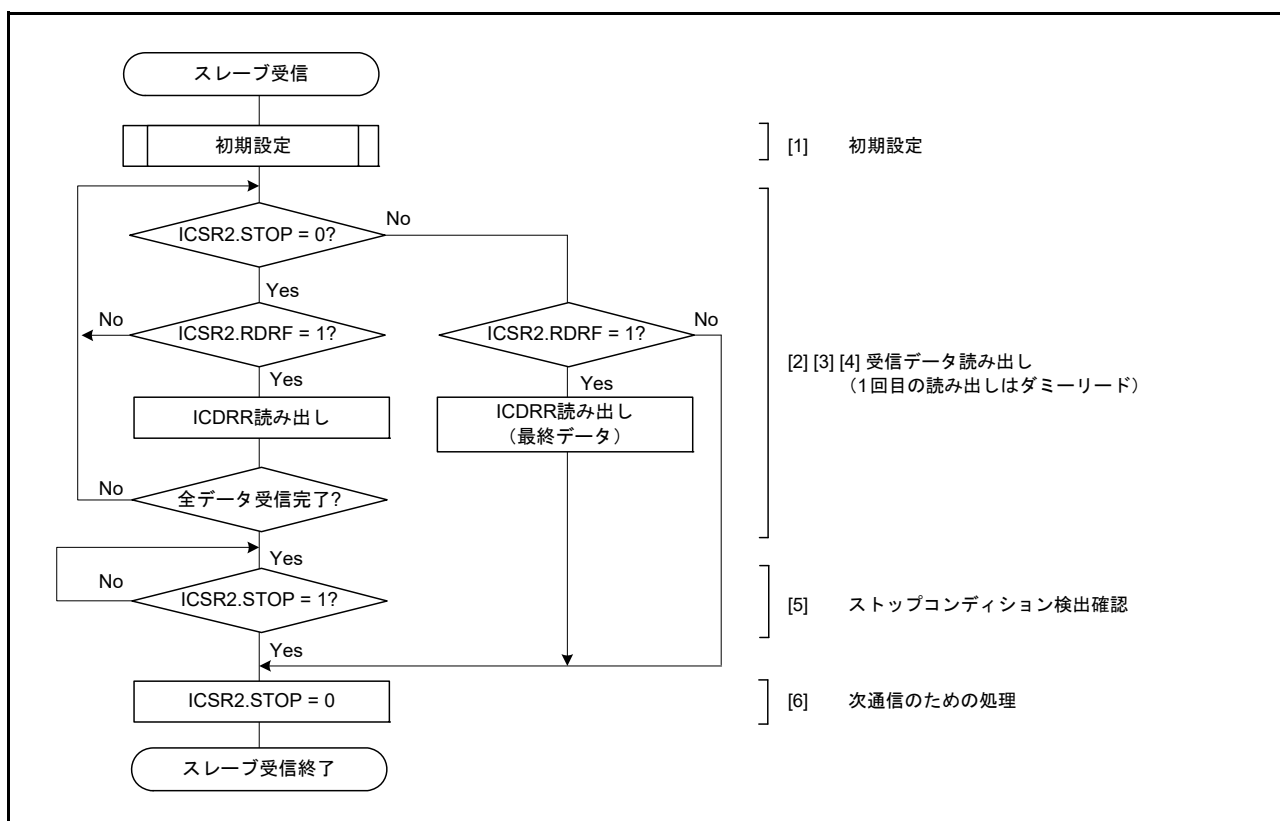 スレーブ受信
初期設定
[1] 初期設定
ICSR2.STOP = 0?
No
Yes
No
ICSR2.RDRF = 1?
ICSR2.RDRF = 1?
No
Yes
Yes
[2] [3] [4] 受信データ読み出し
（1回目の読み出しはダミーリード）
ICDRR読み出し
ICDRR読み出し
（最終データ）
No
全データ受信完了?
Yes
No
ICSR2.STOP = 1?
[5] ストップコンディション検出確認
Yes
ICSR2.STOP = 0
[6] 次通信のための処理
スレーブ受信終了